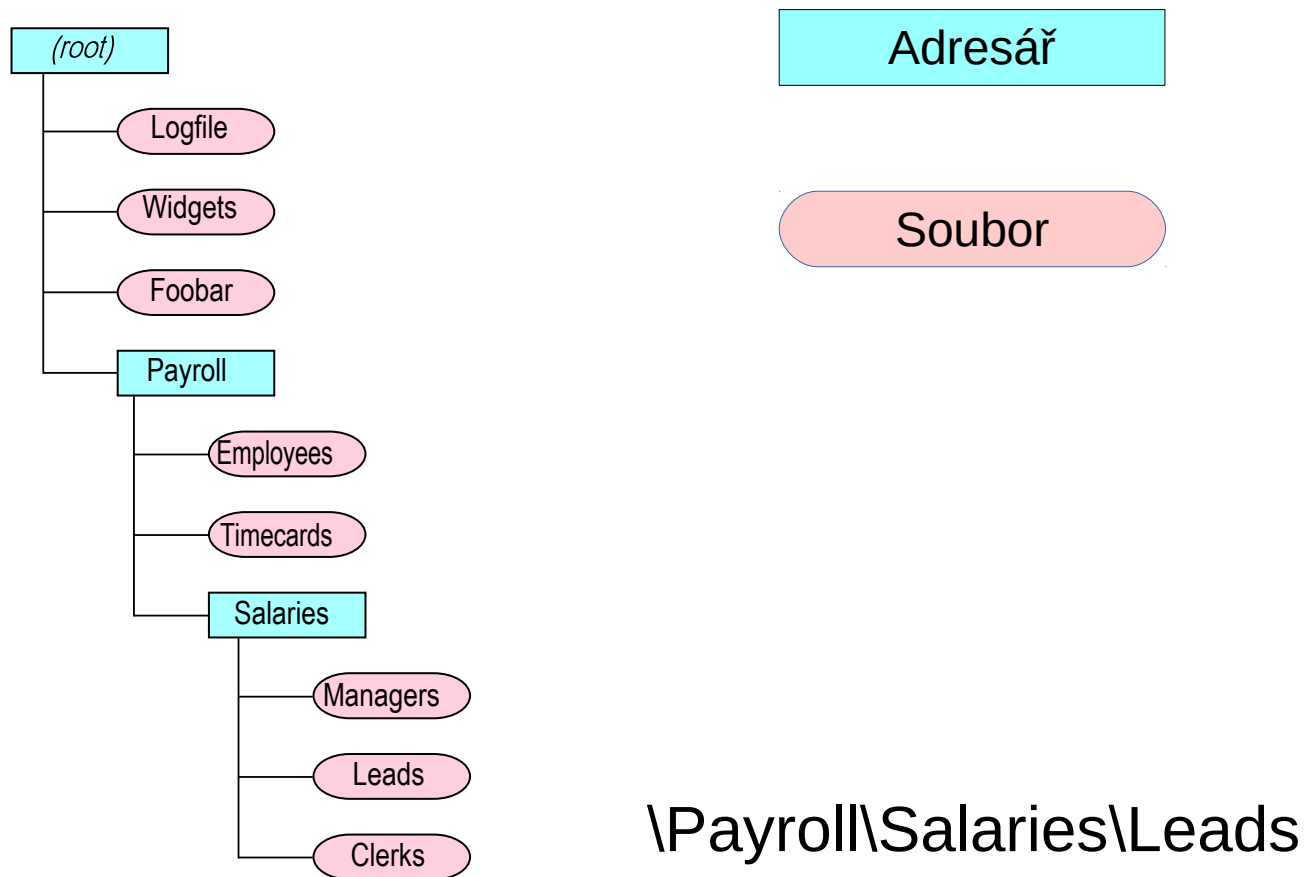 (root)
Adresář
Logfile
Widgets
Soubor
Foobar
Payroll
Employees
Timecards
Salaries
Managers
Leads
Clerks
\Payroll\Salaries\Leads